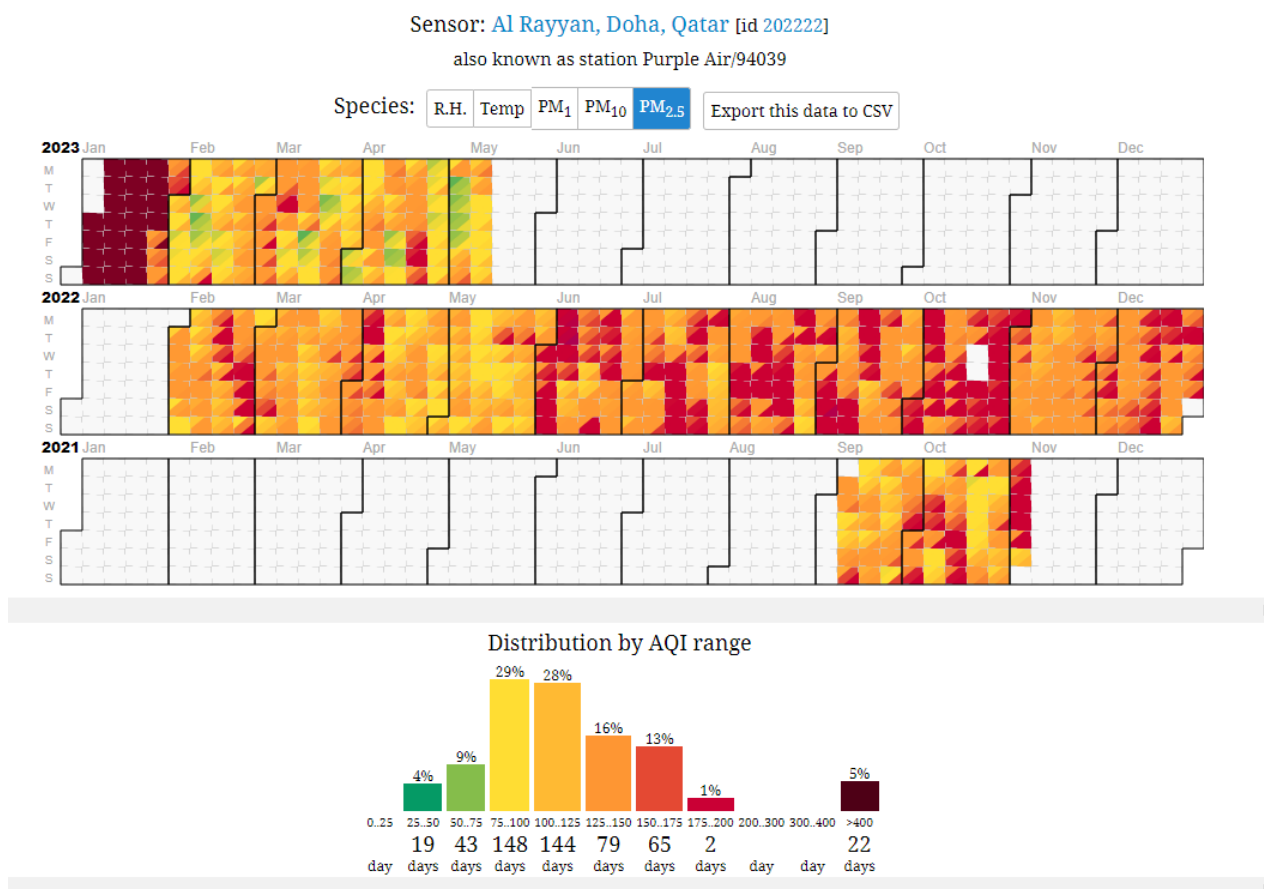 Sensor: Al Rayyan, Doha, Qatar [id 202222]
also known as station Purple Air/94039
Species: R.H. Temp PM1 PM10 PM2.5 Export this data to CSV
2023 Jan Feb Mar Apr May Jun Jul Aug Sep Oct Nov Dec
M
T
W
T
F
S
S
2022 Jan Feb Mar Apr May Jun Jul Aug Sep Oct Nov Dec
M
T
W
T
F
S
S
2021 Jan Feb Mar Apr May Jun Jul Aug Sep Oct Nov Dec
M
T
W
T
F
S
S
Distribution by AQI range
4% 9% 29% 28% 16% 13% 1% 5%
0..25 25..50 50..75 75..100 100..125 125..150 150..175 175..200 200..300 300..400 >400
19 43 148 144 79 65 2 22
day days days days days days days days day day days